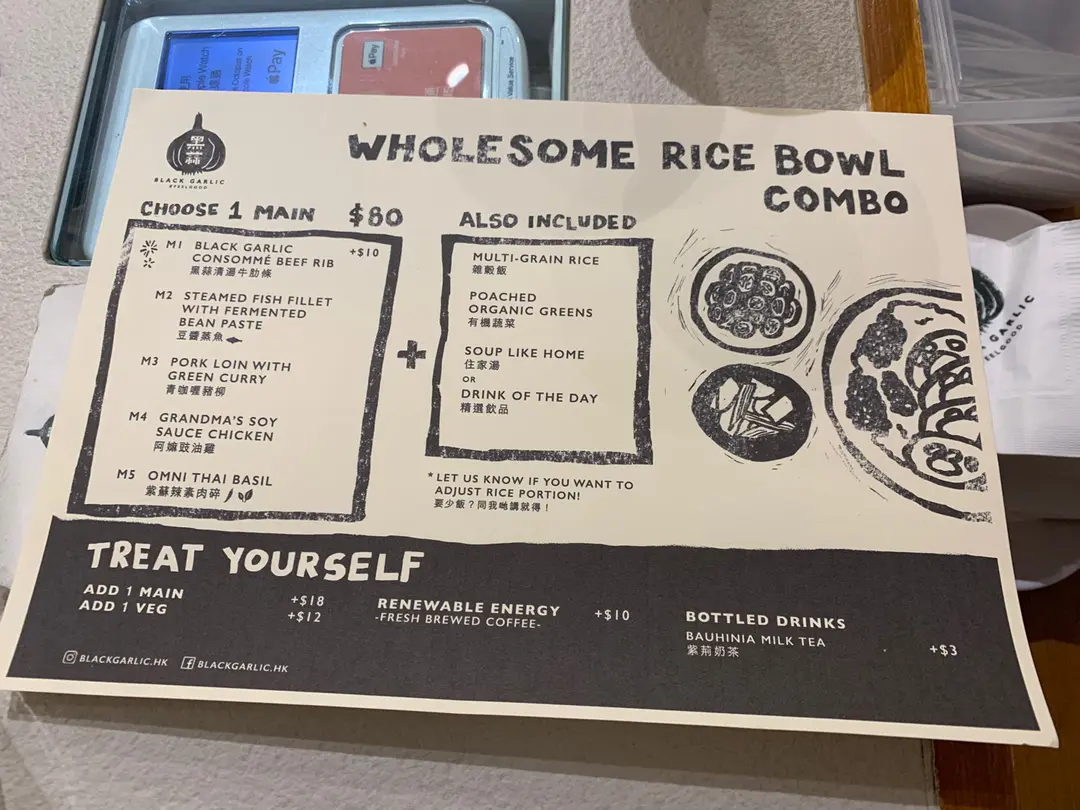 Pay
Pay
黑蒜
BLACK GARLIC
#FEELGOOD
WHOLESOME RICE BOWL
COMBO
CHOOSE 1 MAIN $80
M1 BLACK GARLIC +$10
CONSOMMÉ BEEF RIB
黑蒜清湯牛肋條
M2 STEAMED FISH FILLET
WITH FERMENTED
BEAN PASTE
豆醬蒸魚
M3 PORK LOIN WITH
GREEN CURRY
青咖喱豬柳
M4 GRANDMA'S SOY
SAUCE CHICKEN
阿嫲豉油雞
M5 OMNI THAI BASIL
紫蘇辣素肉碎
+
ALSO INCLUDED
MULTI-GRAIN RICE
雜穀飯
POACHED
ORGANIC GREENS
有機蔬菜
SOUP LIKE HOME
住家湯
OR
DRINK OF THE DAY
精選飲品
*LET US KNOW IF YOU WANT TO
ADJUST RICE PORTION!
要少飯？同我哋講就得！
TREAT YOURSELF
ADD 1 MAIN +$18
ADD 1 VEG +$12
RENEWABLE ENERGY +$10
-FRESH BREWED COFFEE-
BOTTLED DRINKS
BAUHINIA MILK TEA +$3
紫荊奶茶
BLACKGARLIC.HK BLACKGARLIC.HK
GARLIC